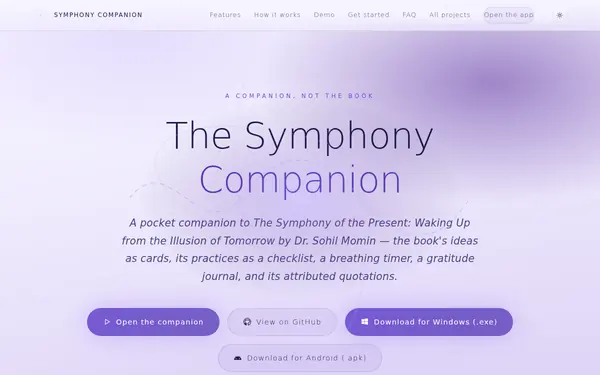 SYMPHONY COMPANION
Features How it works Demo Get started FAQ All projects Open the app
A COMPANION, NOT THE BOOK
The Symphony
Companion
A pocket companion to The Symphony of the Present: Waking Up
from the Illusion of Tomorrow by Dr. Sohil Momin — the book's ideas
as cards, its practices as a checklist, a breathing timer, a gratitude
journal, and its attributed quotations.
Open the companion View on GitHub Download for Windows (.exe)
Download for Android (.apk)